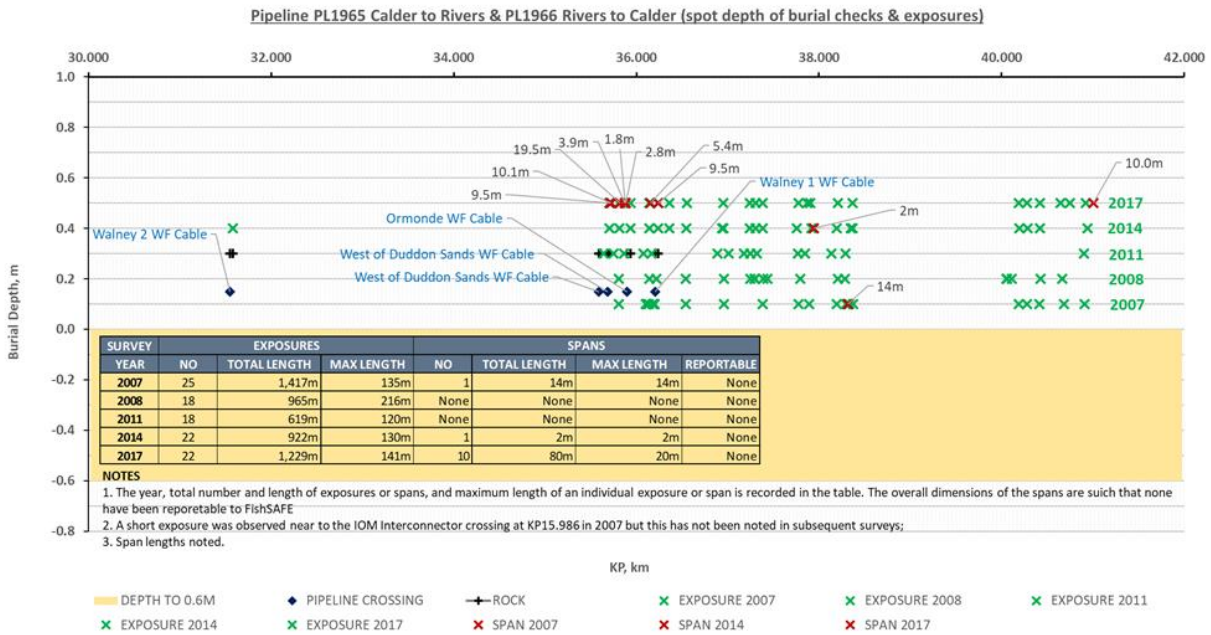 Pipeline PL1965 Calder to Rivers & PL1966 Rivers to Calder (spot depth of burial checks & exposures)
30.000 32.000 34.000 36.000 38.000 40.000 42.000
1.0
0.8
0.6
0.4
0.2
0.0
-0.2
-0.4
-0.6
-0.8
Burial Depth, m
1.8m
3.9m
2.8m
5.4m
19.5m
10.1m
9.5m
9.5m
10.0m
Walney 1 WF Cable
Ormonde WF Cable
2m
Walney 2 WF Cable
West of Duddon Sands WF Cable
West of Duddon Sands WF Cable
14m
2017
2014
2011
2008
2007
SURVEY EXPOSURES SPANS
YEAR NO TOTAL LENGTH MAX LENGTH NO TOTAL LENGTH MAX LENGTH REPORTABLE
2007 25 1,417m 135m 1 14m 14m None
2008 18 965m 216m None None None None
2011 18 619m 120m None None None None
2014 22 922m 130m 1 2m 2m None
2017 22 1,229m 141m 10 80m 20m None
NOTES
1. The year, total number and length of exposures or spans, and maximum length of an individual exposure or span is recorded in the table. The overall dimensions of the spans are suich that none
have been reporetable to FishSAFE
2. A short exposure was observed near to the IOM Interconnector crossing at KP15.986 in 2007 but this has not been noted in subsequent surveys;
3. Span lengths noted.
KP, km
DEPTH TO 0.6M PIPELINE CROSSING ROCK EXPOSURE 2007 EXPOSURE 2008 EXPOSURE 2011
EXPOSURE 2014 EXPOSURE 2017 SPAN 2007 SPAN 2014 SPAN 2017